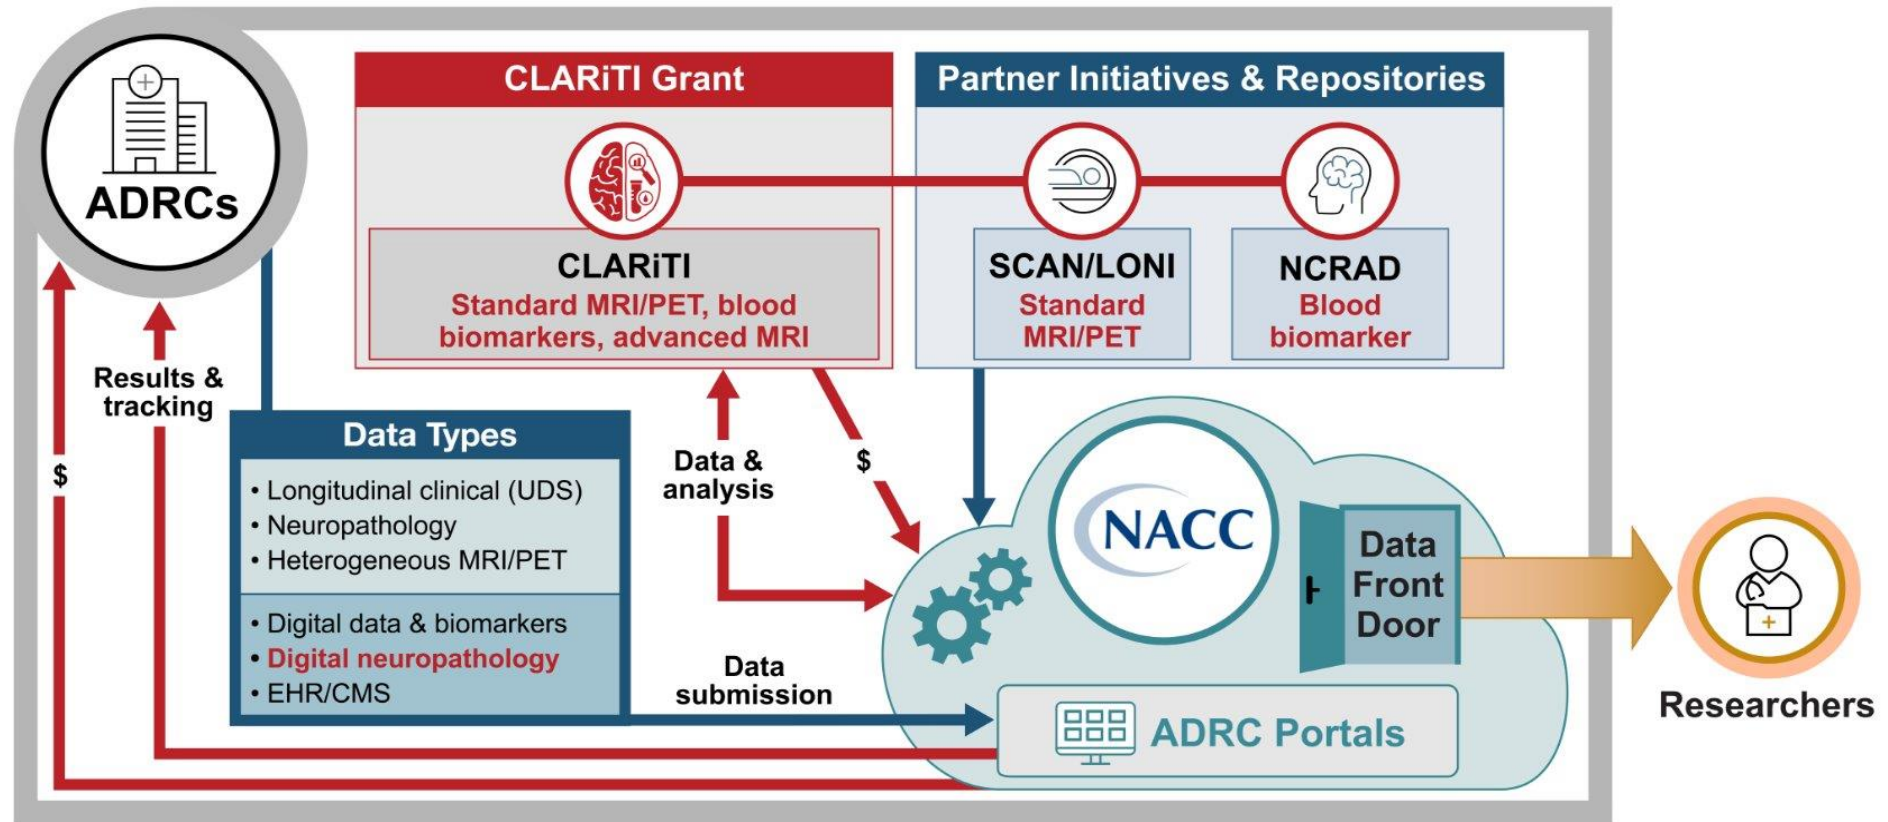 ADRCs
CLARiTI Grant
CLARiTI
Standard MRI/PET, blood
biomarkers, advanced MRI
Partner Initiatives & Repositories
SCAN/LONI
Standard
MRI/PET
NCRAD
Blood
biomarker
Results &
tracking
$
Data Types
• Longitudinal clinical (UDS)
• Neuropathology
• Heterogeneous MRI/PET
• Digital data & biomarkers
• Digital neuropathology
• EHR/CMS
Data &
analysis
$
Data
submission
NACC
Data
Front
Door
ADRC Portals
Researchers